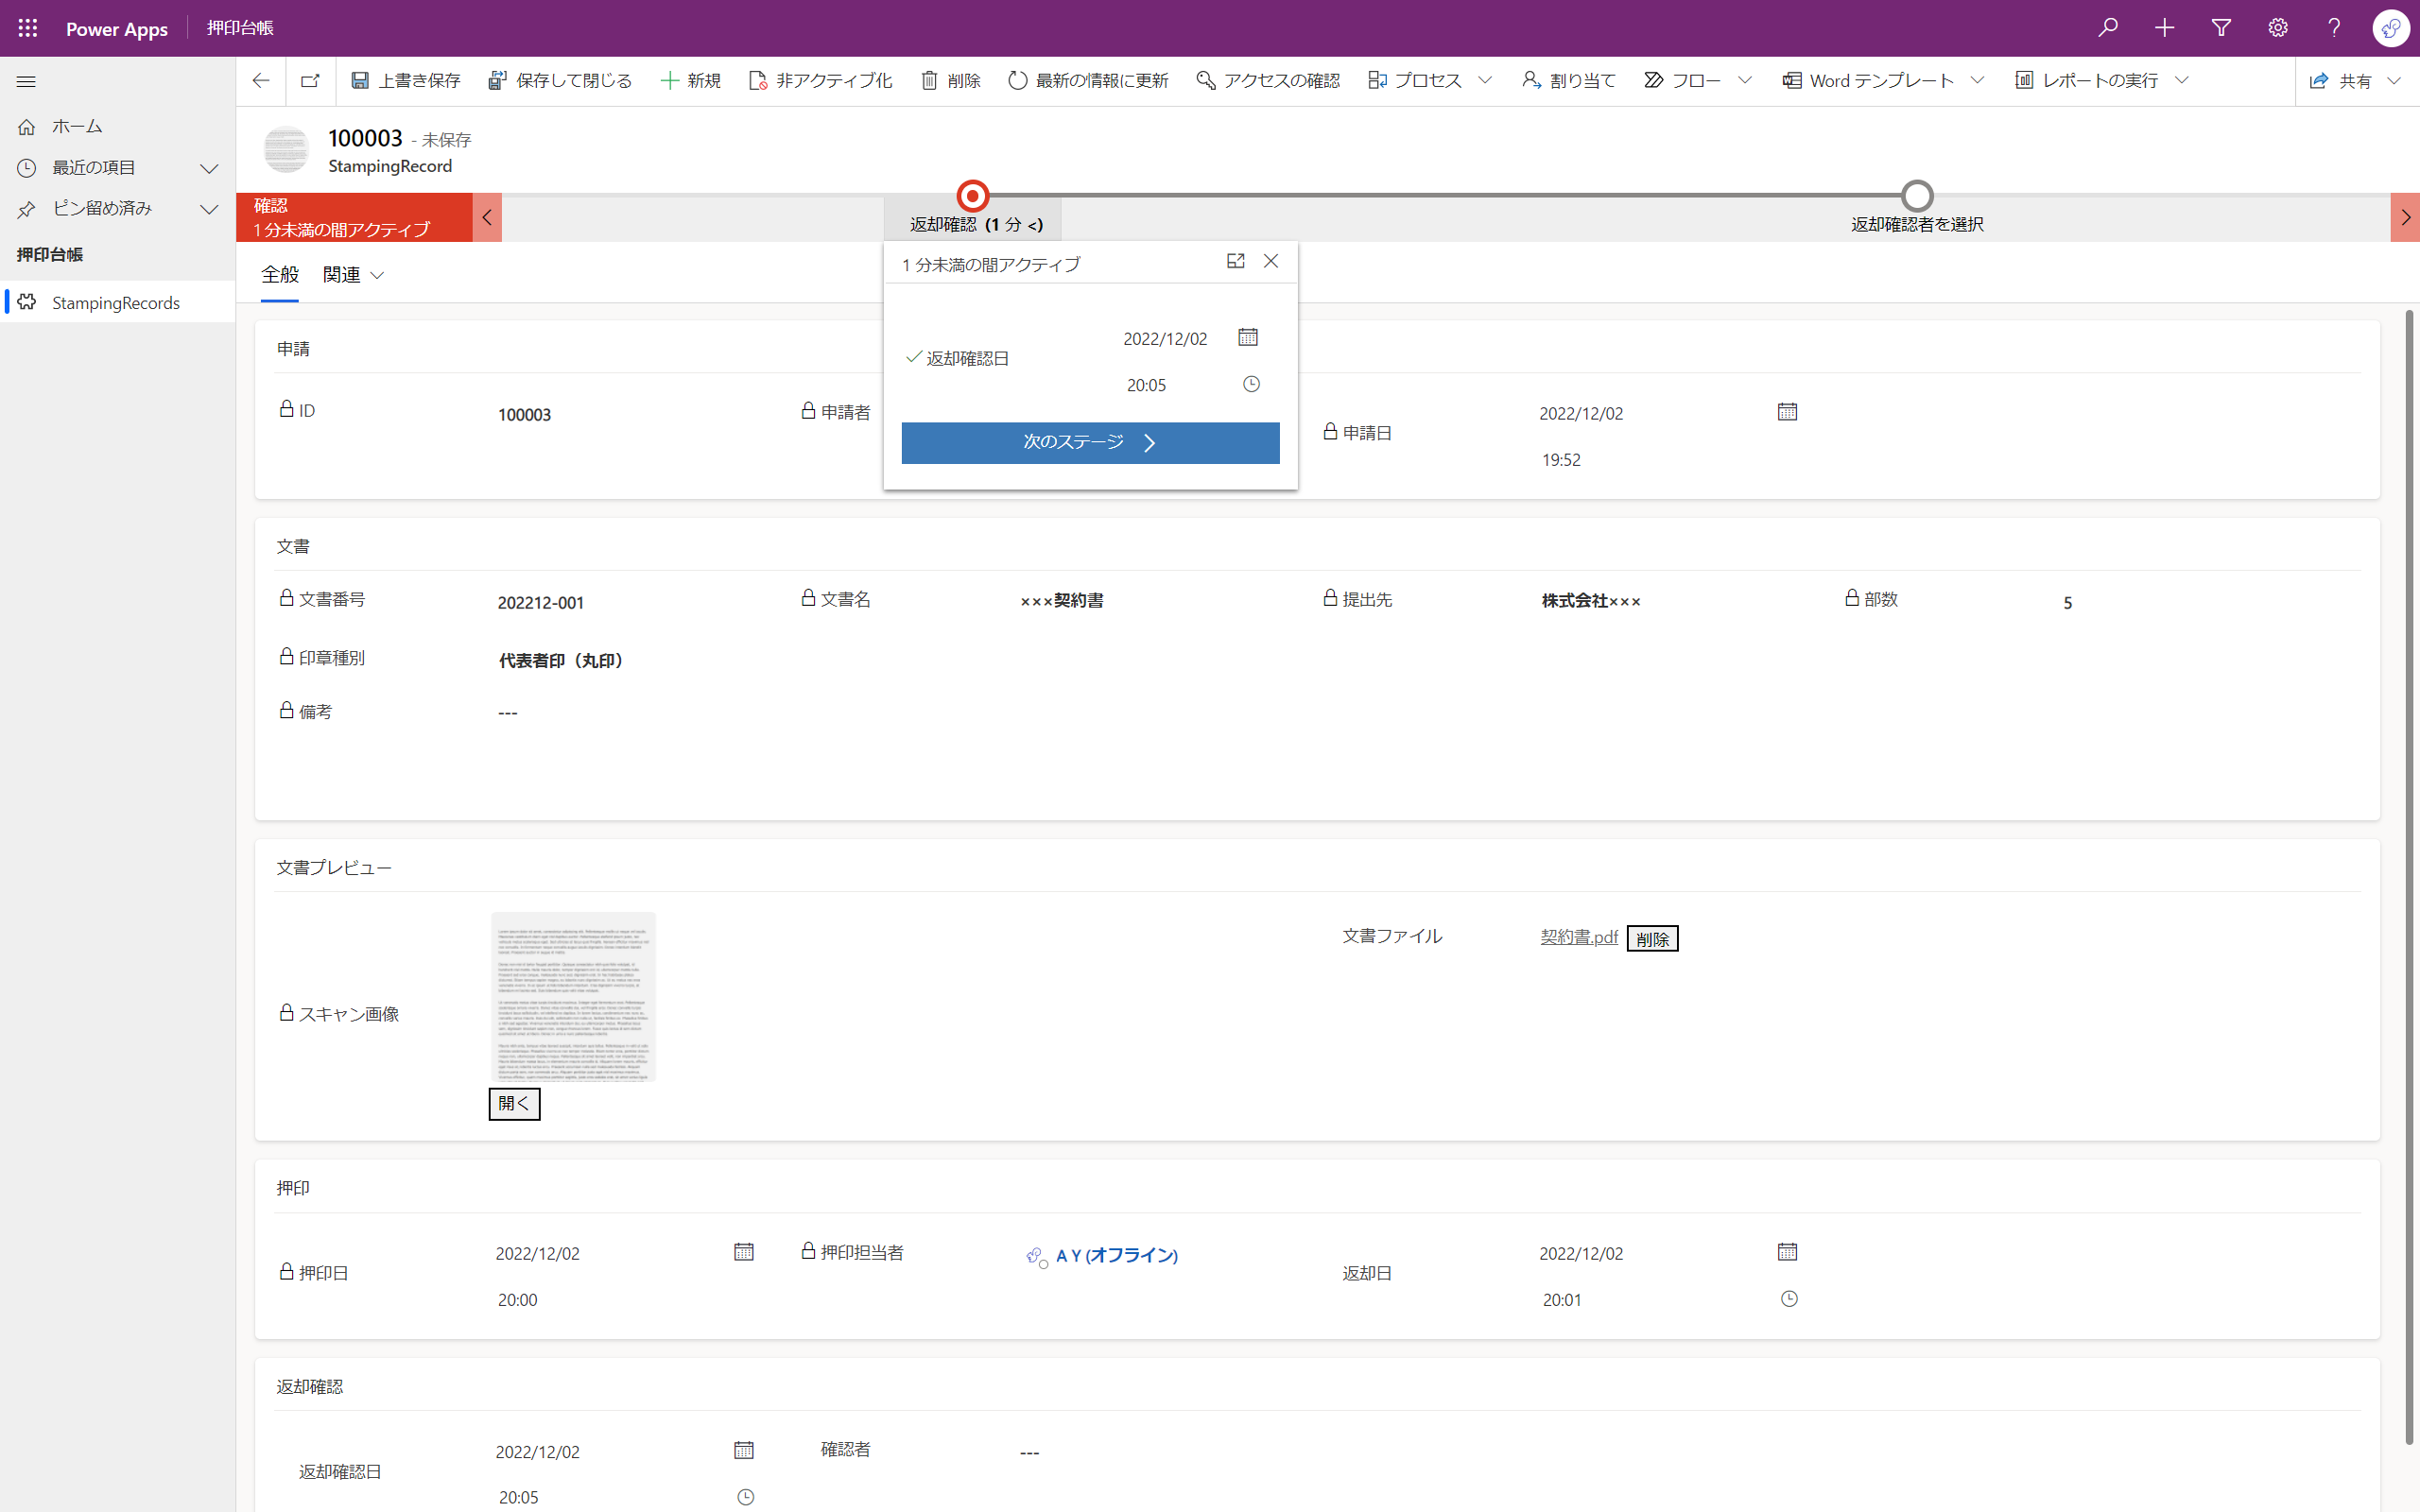 Power Apps 押印台帳
上書き保存 保存して閉じる 新規 非アクティブ化 削除 最新の情報に更新 アクセスの確認 プロセス 割り当て フロー Word テンプレート レポートの実行 共有
ホーム
最近の項目
ピン留め済み
押印台帳
StampingRecords
100003 - 未保存
StampingRecord
確認
1 分未満の間アクティブ
返却確認 (1 分 <)
返却確認者を選択
全般 関連
1 分未満の間アクティブ
返却確認日
2022/12/02
20:05
次のステージ
申請
ID 100003 申請者 申請日 2022/12/02
19:52
文書
文書番号 202212-001 文書名 ×××契約書 提出先 株式会社××× 部数 5
印章種別 代表者印（丸印）
備考 ---
文書プレビュー
スキャン画像
開く
文書ファイル 契約書.pdf 削除
押印
押印日 2022/12/02 押印担当者 A Y (オフライン) 返却日 2022/12/02
20:00 20:01
返却確認
返却確認日 2022/12/02 確認者 ---
20:05